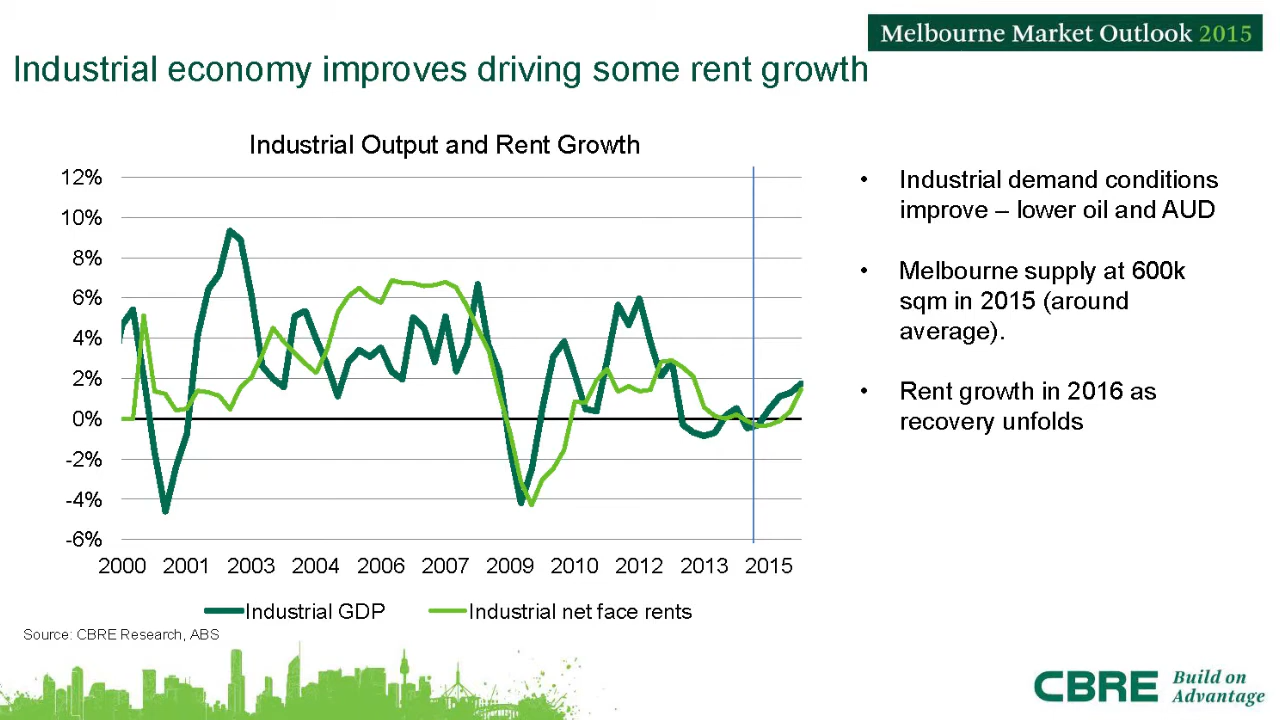 Melbourne Market Outlook 2015
Industrial economy improves driving some rent growth
Industrial Output and Rent Growth
12%
10%
8%
6%
4%
2%
0%
-2%
-4%
-6%
2000 2001 2003 2004 2006 2007 2009 2010 2012 2013 2015
Industrial GDP Industrial net face rents
Source: CBRE Research, ABS
• Industrial demand conditions
improve – lower oil and AUD
• Melbourne supply at 600k
sqm in 2015 (around
average).
• Rent growth in 2016 as
recovery unfolds
CBRE
Build on
Advantage